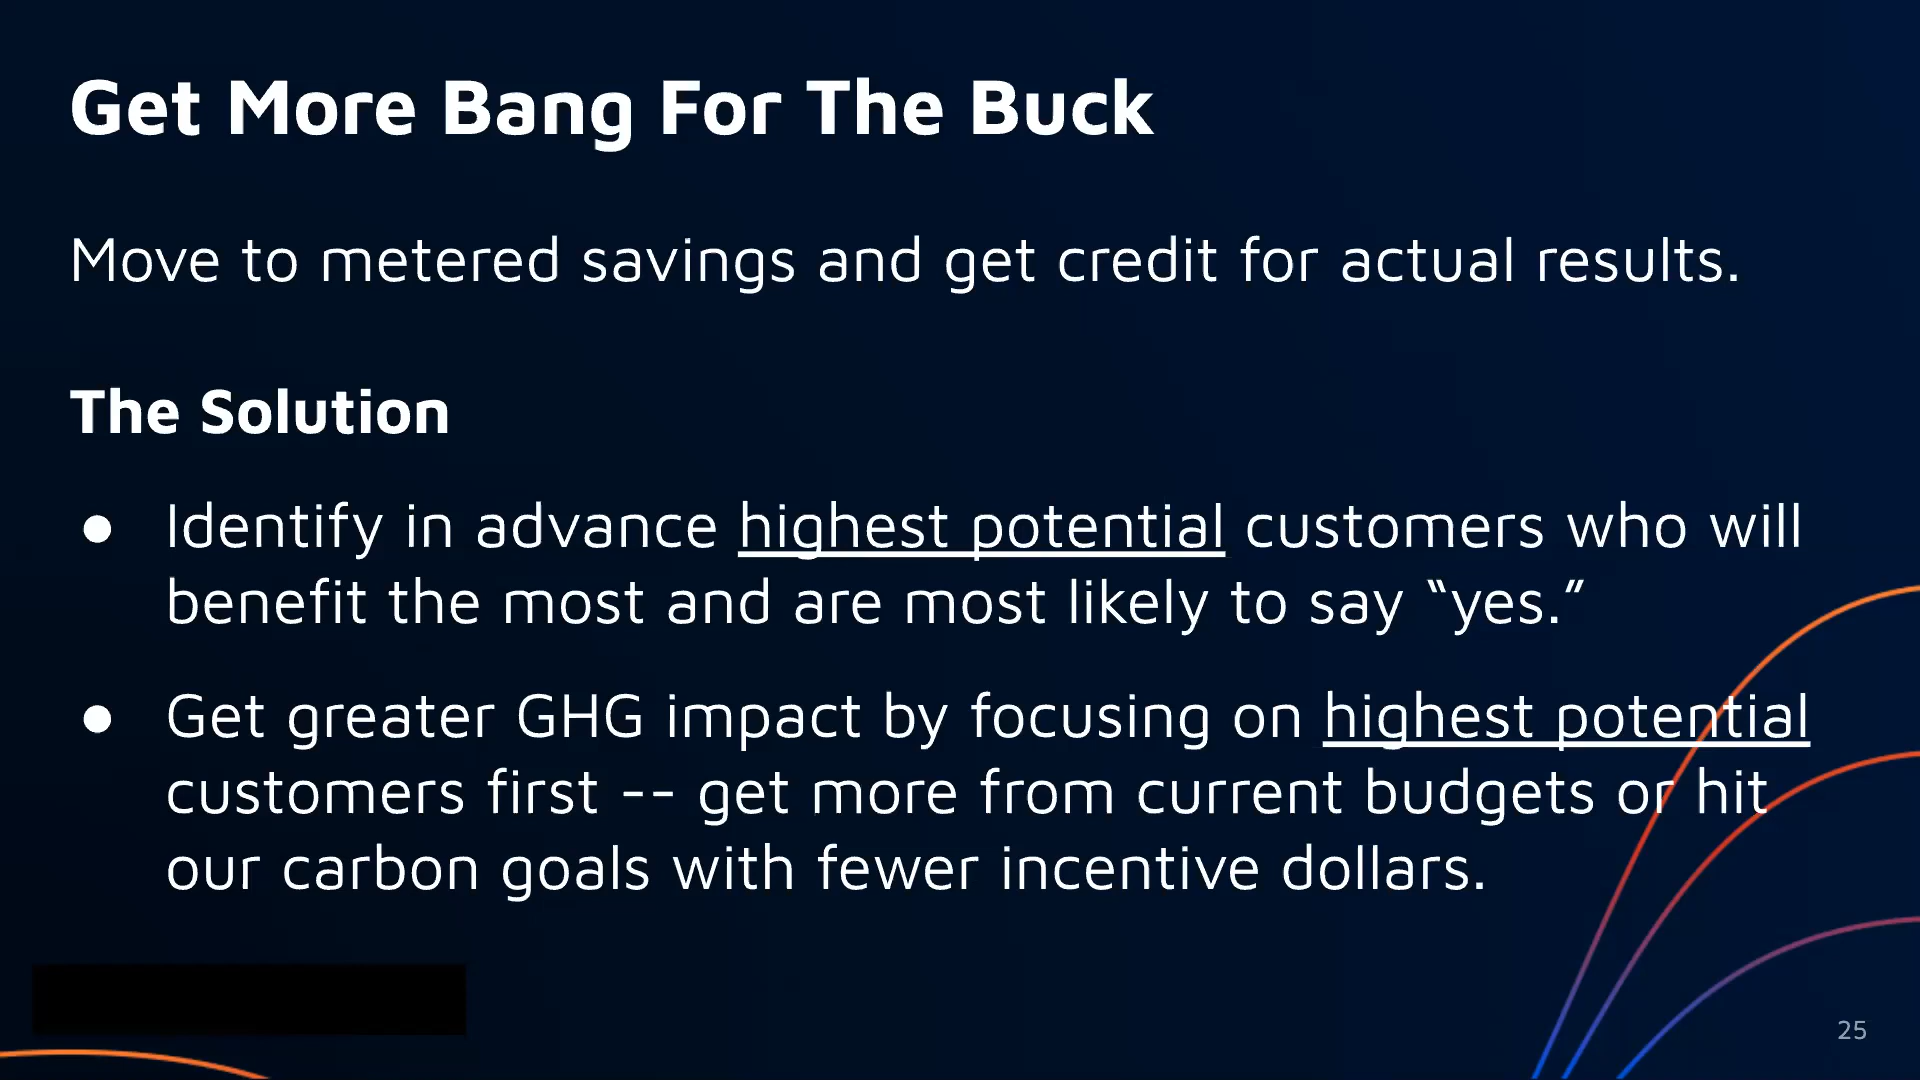 Get More Bang For The Buck
Move to metered savings and get credit for actual results.
The Solution
● Identify in advance highest potential customers who will
benefit the most and are most likely to say “yes.”
● Get greater GHG impact by focusing on highest potential
customers first -- get more from current budgets or hit
our carbon goals with fewer incentive dollars.
25